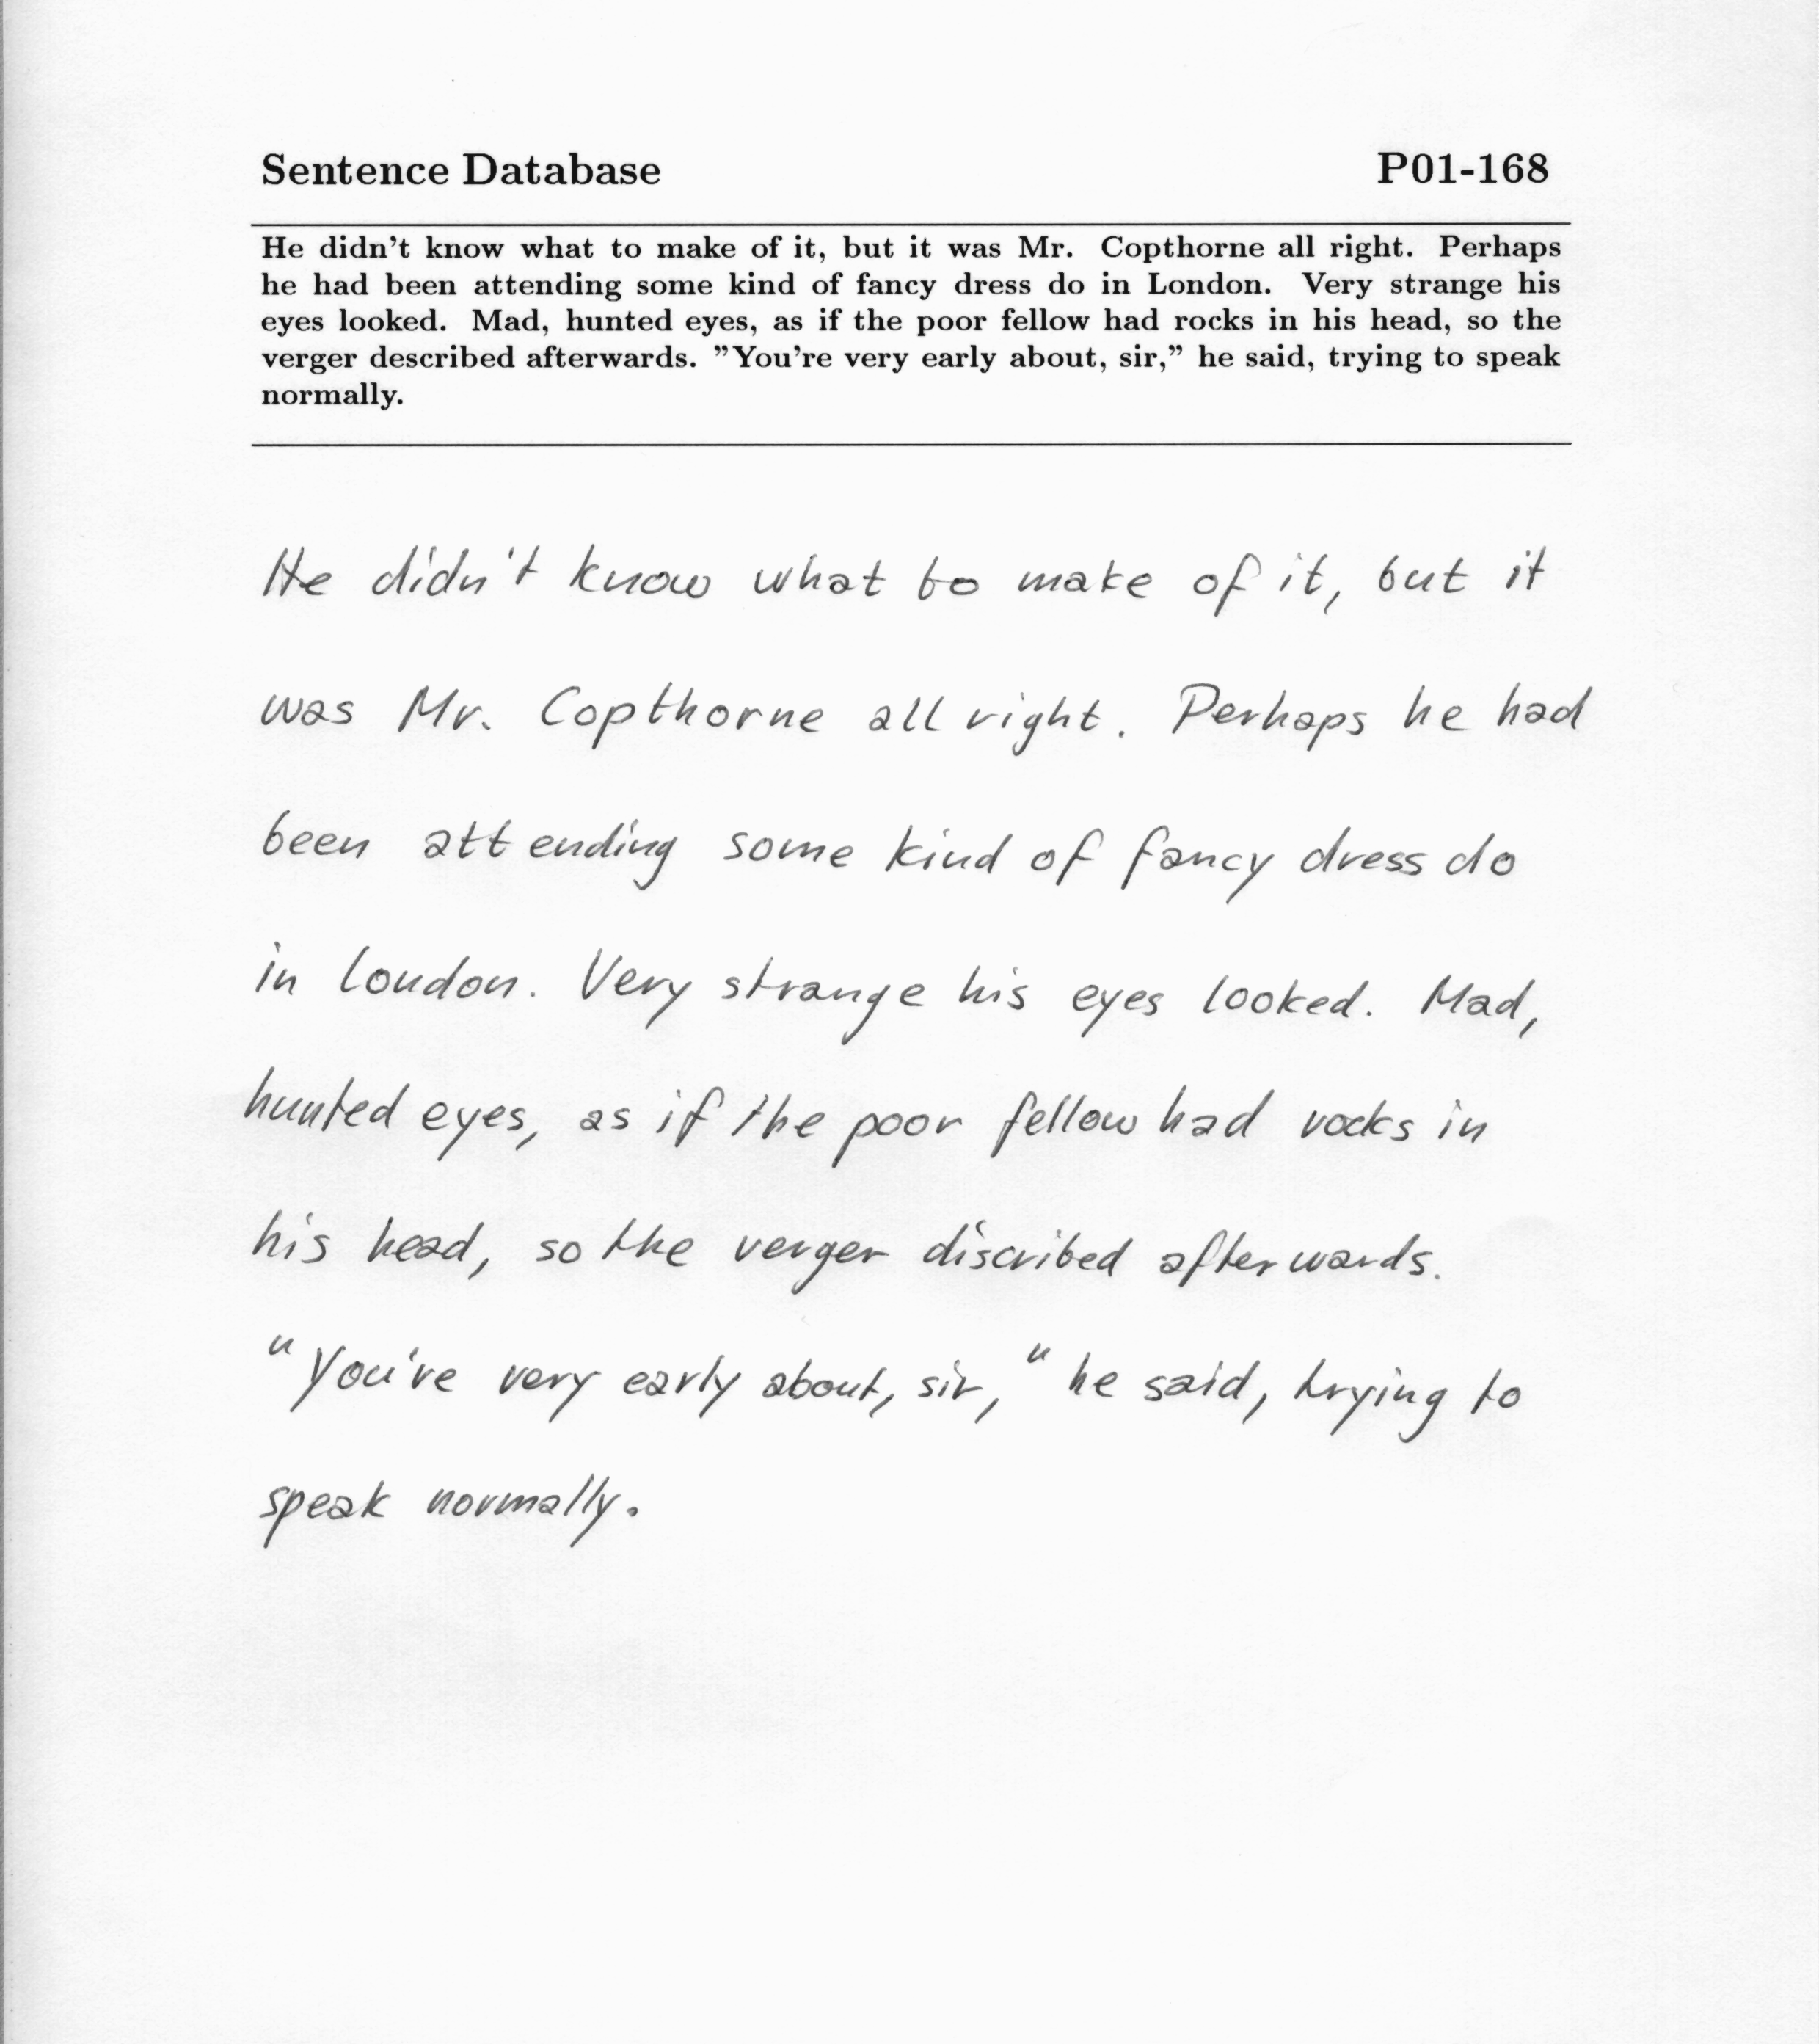 Sentence Database P01-168
He didn't know what to make of it, but it was Mr. Copthorne all right. Perhaps
he had been attending some kind of fancy dress do in London. Very strange his
eyes looked. Mad, hunted eyes, as if the poor fellow had rocks in his head, so the
verger described afterwards. ”You're very early about, sir,” he said, trying to speak
normally.
He didn't know what to make of it, but it
was Mr. Copthorne all right. Perhaps he had
been attending some kind of fancy dress do
in London. Very strange his eyes looked. Mad,
hunted eyes, as if the poor fellow had rocks in
his head, so the verger discribed afterwards.
"You're very early about, sir," he said, trying to
speak normally.